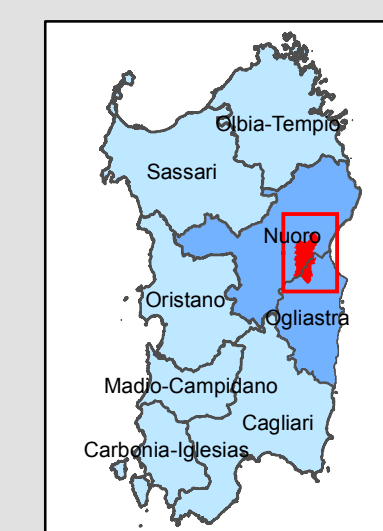 Olbia-Tempio
Sassari
Nuoro
Oristano
Ogliastra
Madio-Campidano
Cagliari
Carbonia-Iglesias